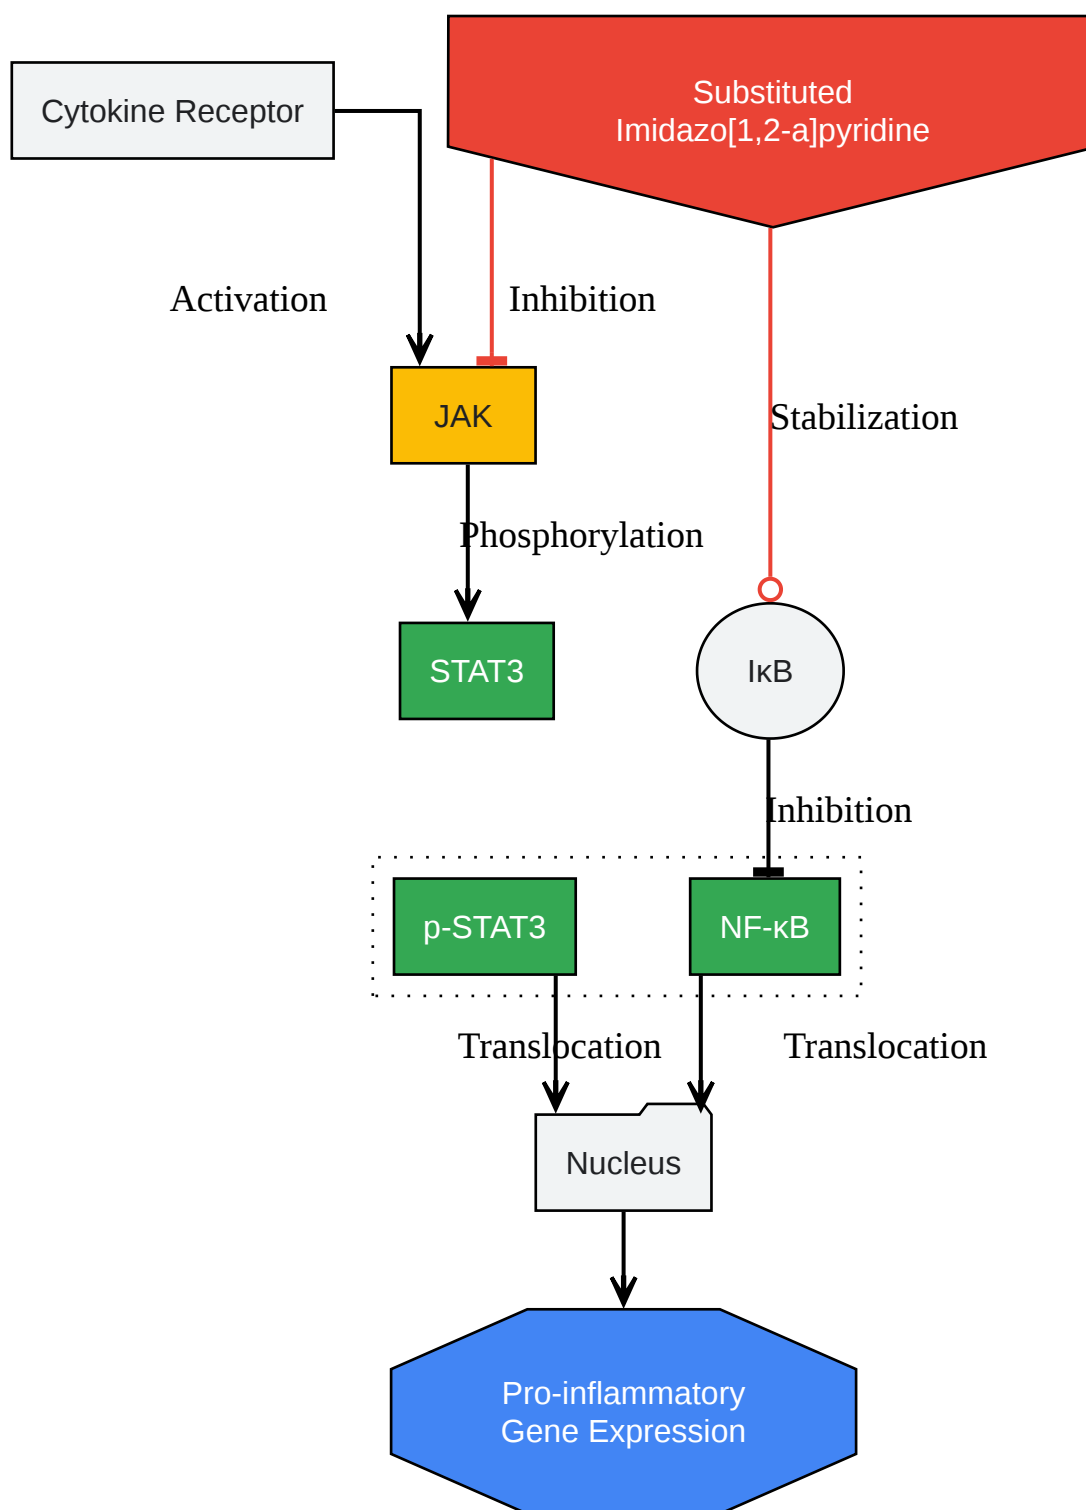 Substituted
Imidazo[1,2-a]pyridine
Cytokine Receptor
Activation
Inhibition
JAK
Stabilization
Phosphorylation
STAT3
IκB
Inhibition
p-STAT3
NF-κB
Translocation
Translocation
Nucleus
Pro-inflammatory
Gene Expression